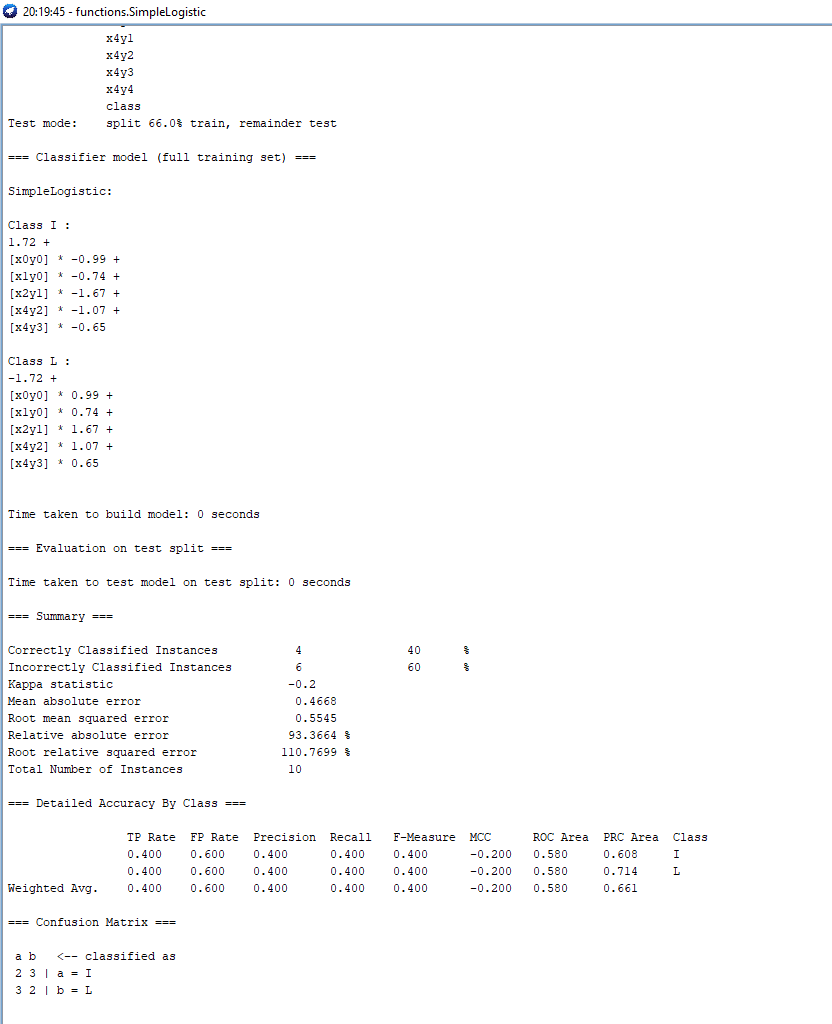 20:19:45 - functions.SimpleLogistic
x4y1
x4y2
x4y3
x4y4
class
Test mode:    split 66.0% train, remainder test
=== Classifier model (full training set) ===
SimpleLogistic:
Class I :
1.72 +
[x0y0] * -0.99 +
[x1y0] * -0.74 +
[x2y1] * -1.67 +
[x4y2] * -1.07 +
[x4y3] * -0.65
Class L :
-1.72 +
[x0y0] * 0.99 +
[x1y0] * 0.74 +
[x2y1] * 1.67 +
[x4y2] * 1.07 +
[x4y3] * 0.65
Time taken to build model: 0 seconds
=== Evaluation on test split ===
Time taken to test model on test split: 0 seconds
=== Summary ===
Correctly Classified Instances           4               40      %
Incorrectly Classified Instances         6               60      %
Kappa statistic                         -0.2
Mean absolute error                      0.4668
Root mean squared error                  0.5545
Relative absolute error                 93.3664 %
Root relative squared error            110.7699 %
Total Number of Instances               10
=== Detailed Accuracy By Class ===
TP Rate  FP Rate  Precision  Recall   F-Measure  MCC      ROC Area  PRC Area  Class
0.400    0.600    0.400      0.400    0.400      -0.200   0.580     0.608     I
0.400    0.600    0.400      0.400    0.400      -0.200   0.580     0.714     L
Weighted Avg.    0.400    0.600    0.400      0.400    0.400      -0.200   0.580     0.661
=== Confusion Matrix ===
a b   <-- classified as
2 3 | a = I
3 2 | b = L